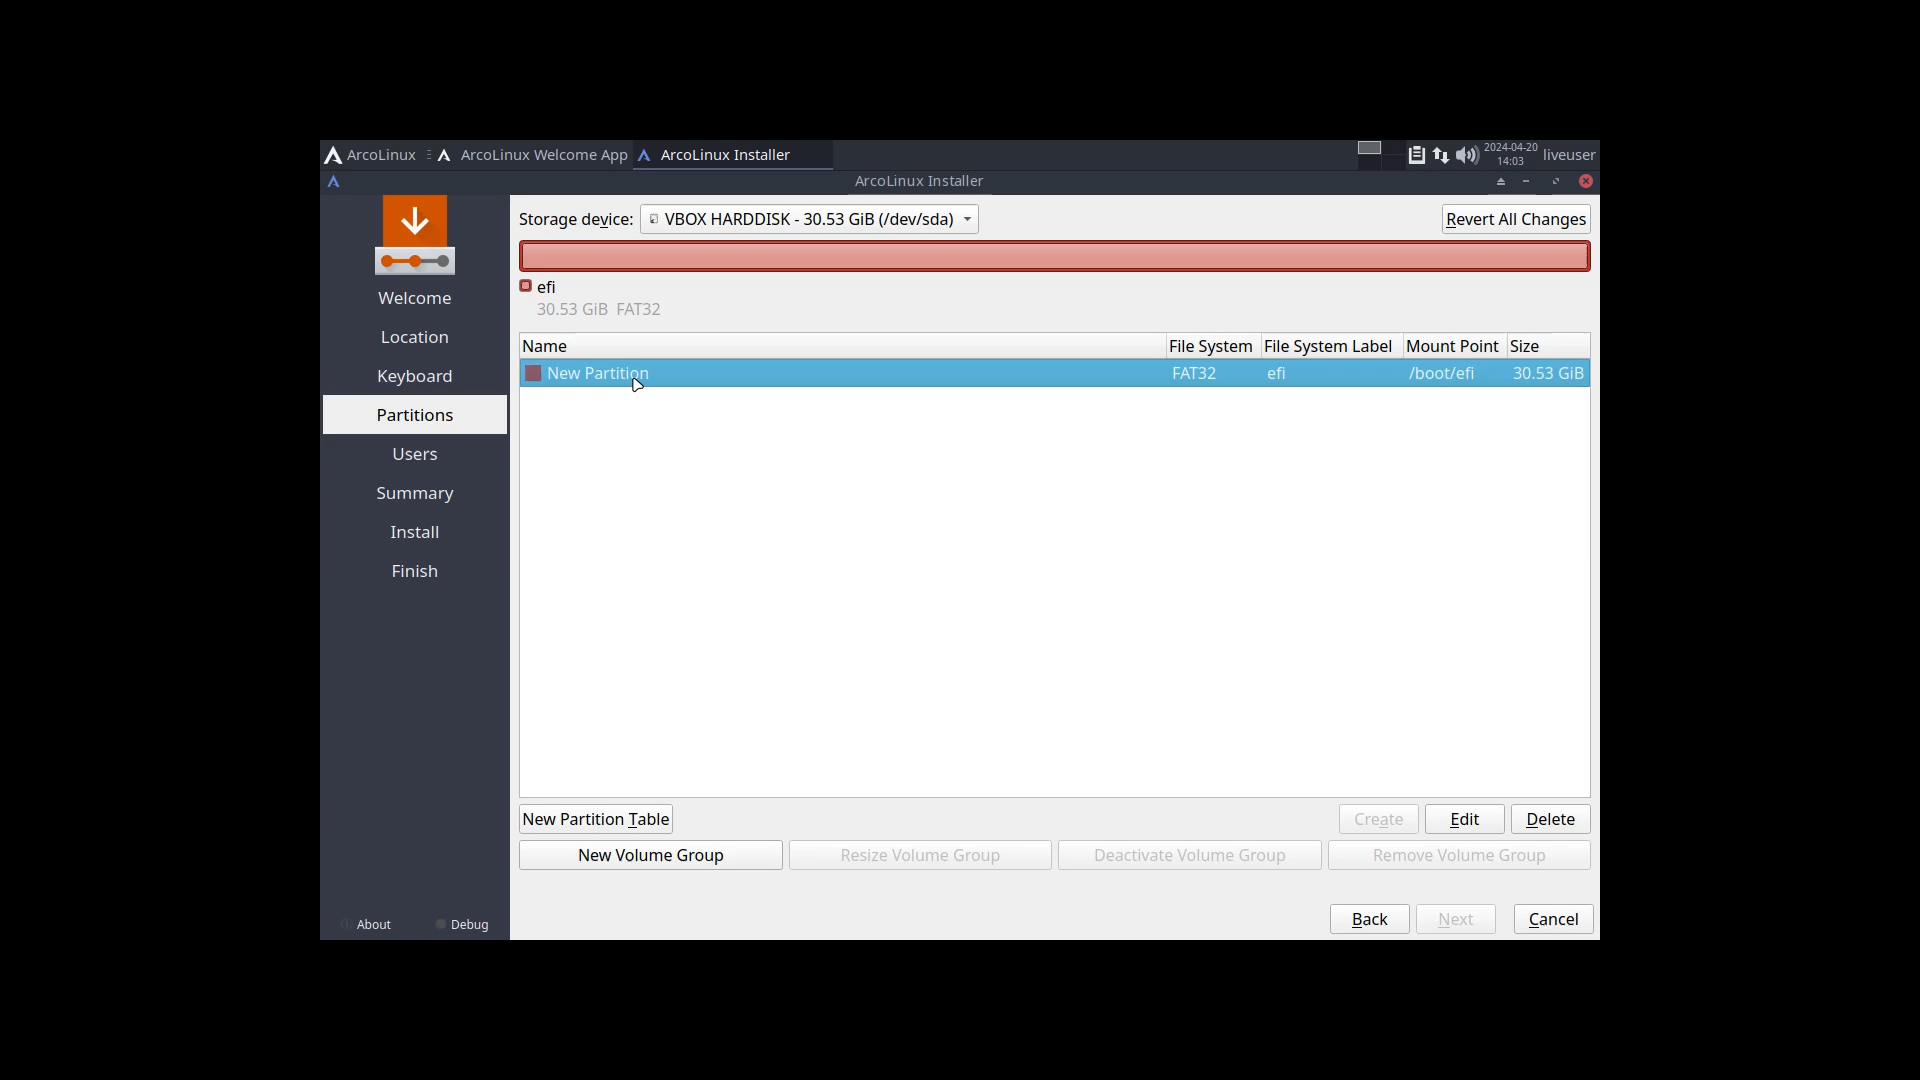 ArcoLinux
ArcoLinux Welcome App
ArcoLinux Installer
2024-04-20
14:03
liveuser
ArcoLinux Installer
Storage device:
VBOX HARDDISK - 30.53 GiB (/dev/sda)
Revert All Changes
efi
30.53 GiB FAT32
Welcome
Location
Keyboard
Partitions
Users
Summary
Install
Finish
Name File System File System Label Mount Point Size
New Partition FAT32 efi /boot/efi 30.53 GiB
New Partition Table
Create
Edit
Delete
New Volume Group
Resize Volume Group
Deactivate Volume Group
Remove Volume Group
About
Debug
Back
Next
Cancel